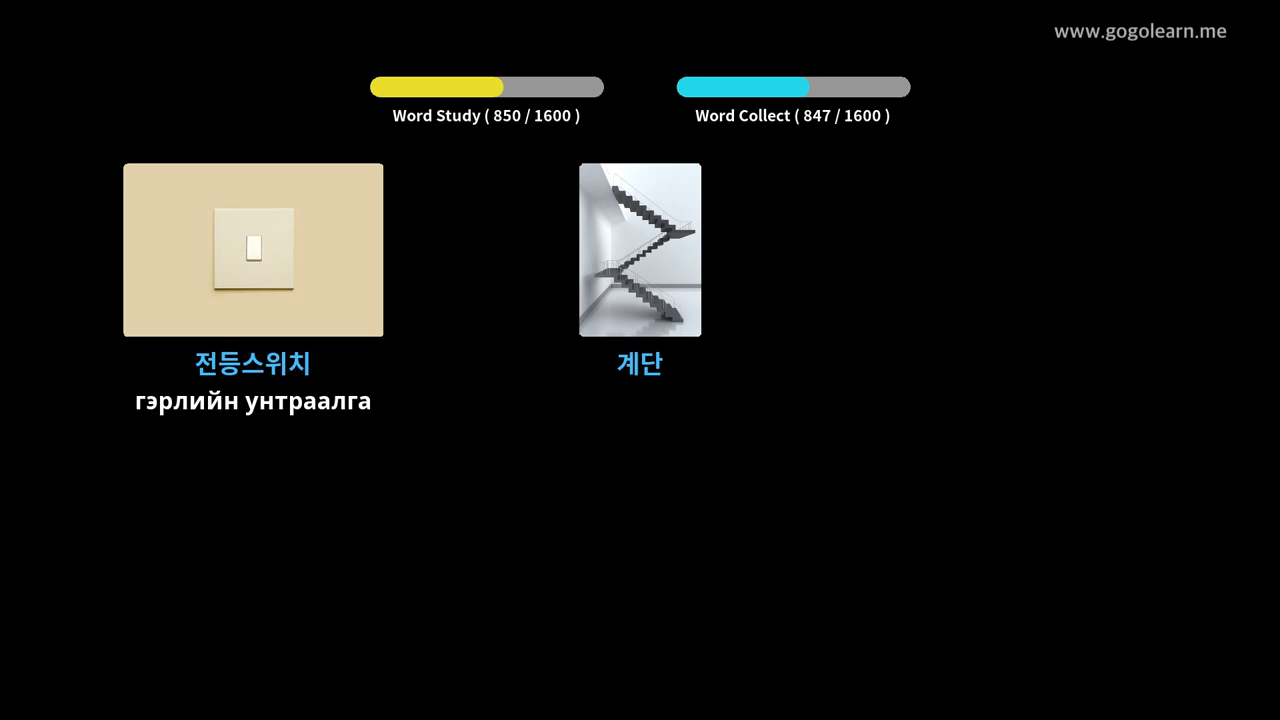 www.gogolearn.me
Word Study ( 850 / 1600 )
Word Collect ( 847 / 1600 )
전등스위치
гэрлийн унтраалга
계단